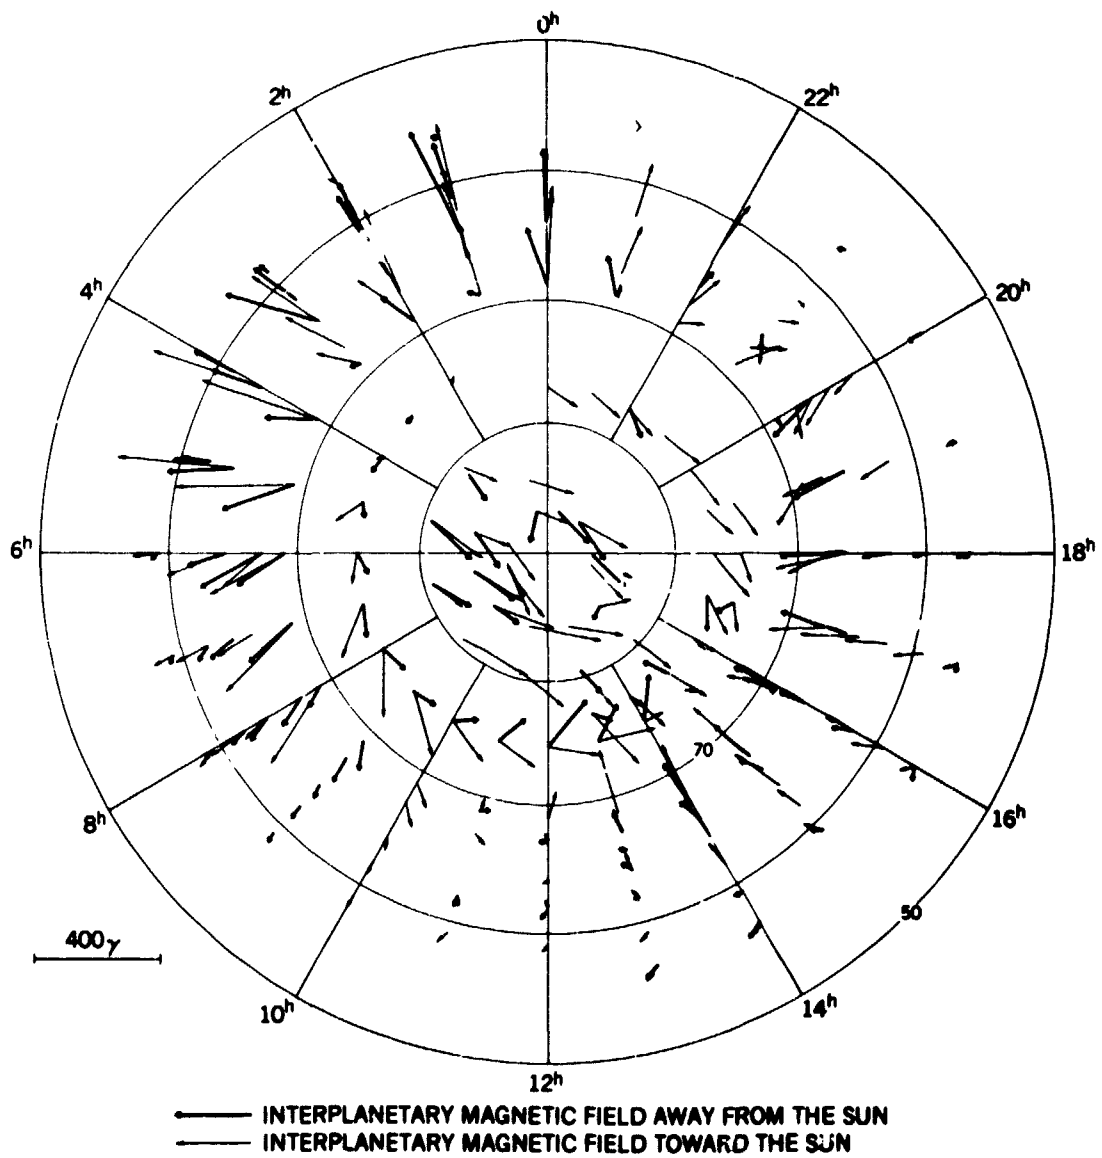 0h
2h
22h
4h
20h
6h
18h
70
8h
16h
50
400 γ
10h
14h
12h
INTERPLANETARY MAGNETIC FIELD AWAY FROM THE SUN
INTERPLANETARY MAGNETIC FIELD TOWARD THE SUN